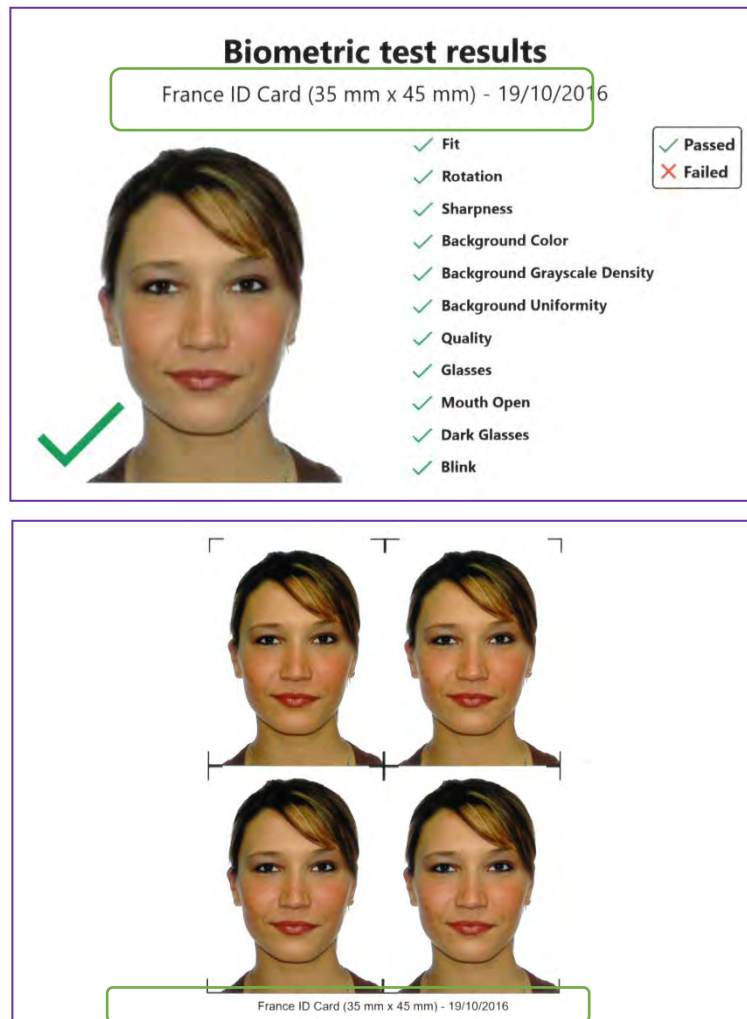 Biometric test results
France ID Card (35 mm x 45 mm) - 19/10/2016
Fit
Rotation
Sharpness
Background Color
Background Grayscale Density
Background Uniformity
Quality
Glasses
Mouth Open
Dark Glasses
Blink
Passed
Failed
France ID Card (35 mm x 45 mm) - 19/10/2016